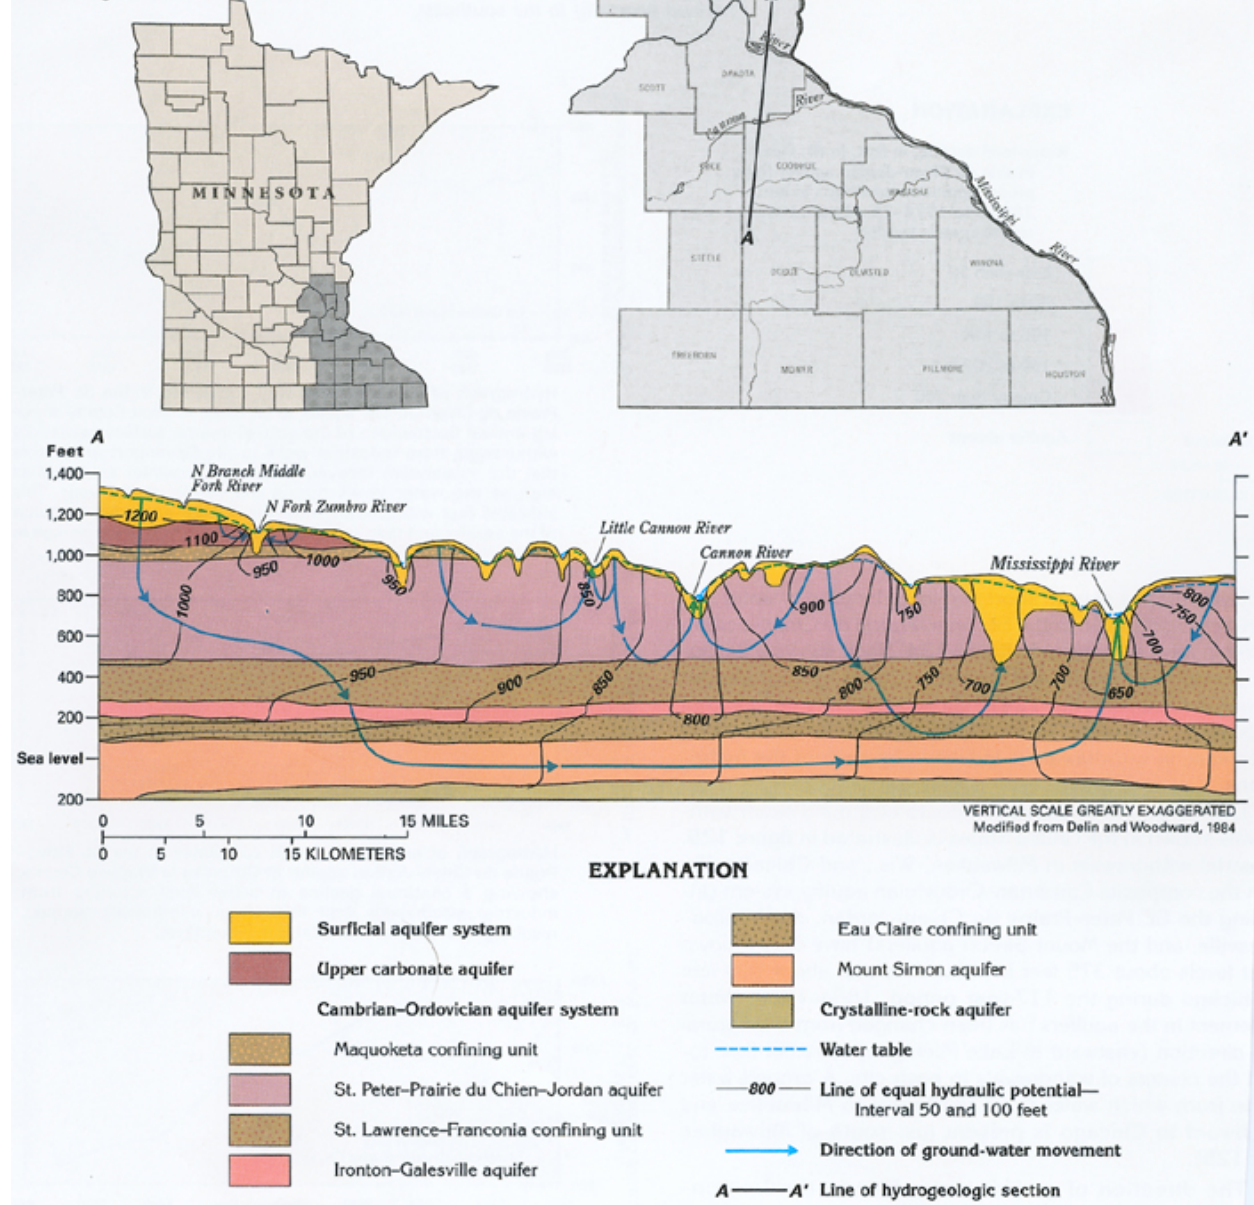 MINNESOTA
River
SCOTT
DAKOTA
River
Cannon
RICE
GOODHUE
WABASHA
Mississippi
River
A
STEELE
DODGE
OLMSTED
WINONA
FREEBORN
MOWER
FILLMORE
HOUSTON
A
A'
Feet
1,400
1,200
1,000
800
600
400
200
Sea level
200
N Branch Middle
Fork River
N Fork Zumbro River
Little Cannon River
Cannon River
Mississippi River
1200
1100
1000
950
1000
950
850
900
750
800
750
700
950
900
850
800
850
800
750
700
700
650
VERTICAL SCALE GREATLY EXAGGERATED
Modified from Delin and Woodward, 1984
0 5 10 15 MILES
0 5 10 15 KILOMETERS
EXPLANATION
Surficial aquifer system
Upper carbonate aquifer
Cambrian–Ordovician aquifer system
Maquoketa confining unit
St. Peter–Prairie du Chien–Jordan aquifer
St. Lawrence–Franconia confining unit
Ironton–Galesville aquifer
Eau Claire confining unit
Mount Simon aquifer
Crystalline-rock aquifer
Water table
800 Line of equal hydraulic potential—
Interval 50 and 100 feet
Direction of ground-water movement
A A' Line of hydrogeologic section